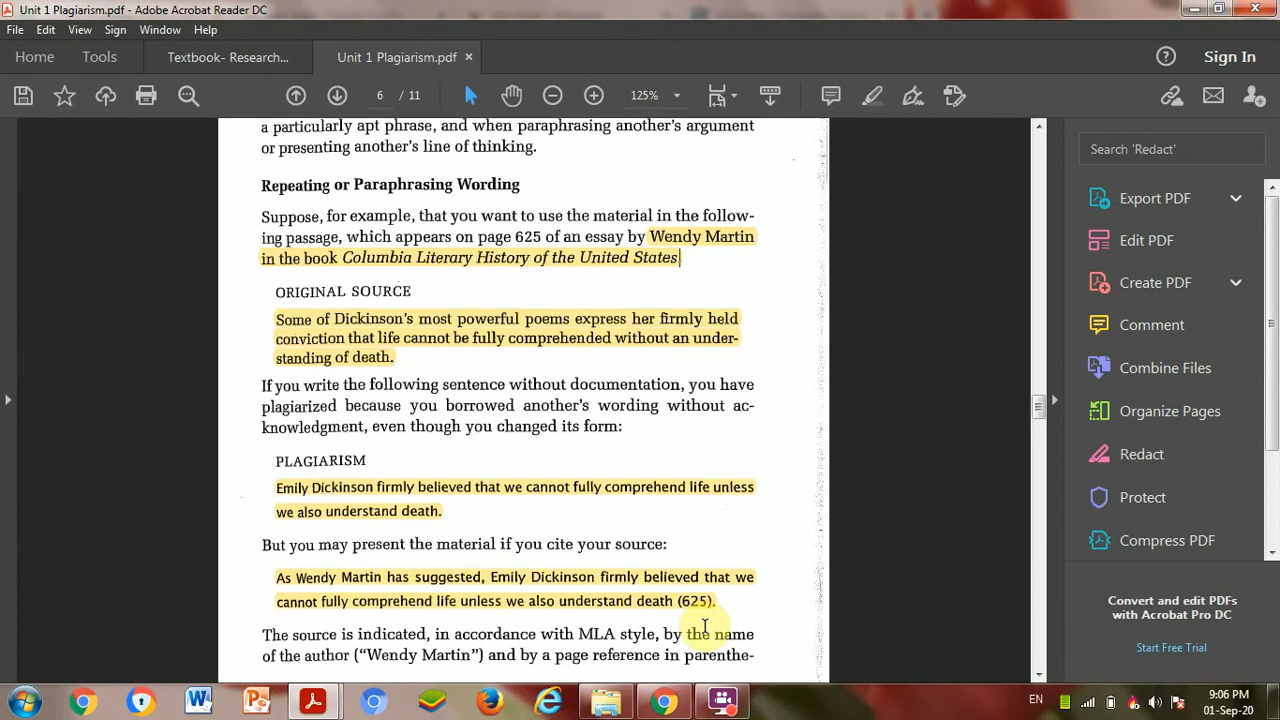 Unit 1 Plagiarism.pdf - Adobe Acrobat Reader DC
File Edit View Sign Window Help
Home Tools Textbook- Research... Unit 1 Plagiarism.pdf × ? Sign In
6 / 11 125%
a particularly apt phrase, and when paraphrasing another's argument
or presenting another's line of thinking.
Repeating or Paraphrasing Wording
Suppose, for example, that you want to use the material in the follow-
ing passage, which appears on page 625 of an essay by Wendy Martin
in the book Columbia Literary History of the United States
ORIGINAL SOURCE
Some of Dickinson's most powerful poems express her firmly held
conviction that life cannot be fully comprehended without an under-
standing of death.
If you write the following sentence without documentation, you have
plagiarized because you borrowed another's wording without ac-
knowledgment, even though you changed its form:
PLAGIARISM
Emily Dickinson firmly believed that we cannot fully comprehend life unless
we also understand death.
But you may present the material if you cite your source:
As Wendy Martin has suggested, Emily Dickinson firmly believed that we
cannot fully comprehend life unless we also understand death (625).
The source is indicated, in accordance with MLA style, by the name
of the author ("Wendy Martin") and by a page reference in parenthe-
Search 'Redact'
Export PDF
Edit PDF
Create PDF
Comment
Combine Files
Organize Pages
Redact
Protect
Compress PDF
Convert and edit PDFs
with Acrobat Pro DC
Start Free Trial
EN
9:06 PM
01-Sep-20